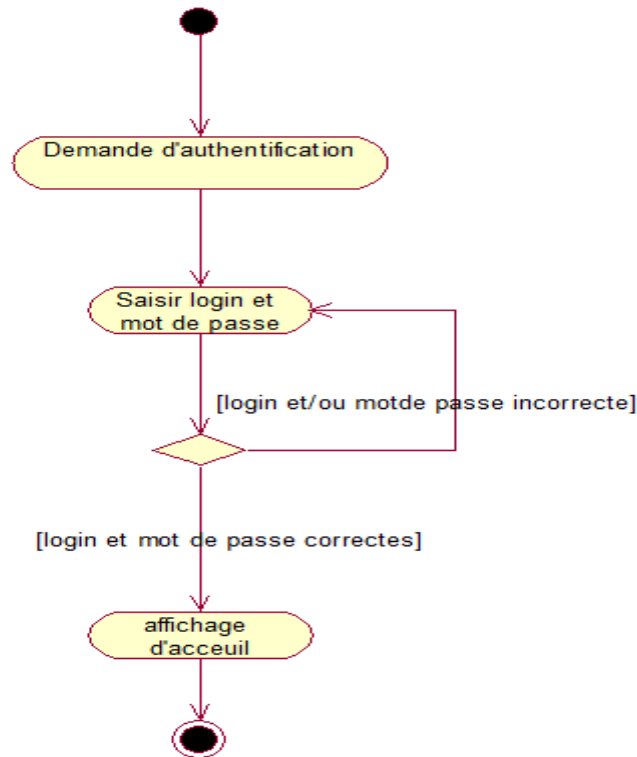 Demande d'authentification
Saisir login et
mot de passe
[login et/ou motde passe incorrecte]
[login et mot de passe correctes]
affichage
d'acceuil